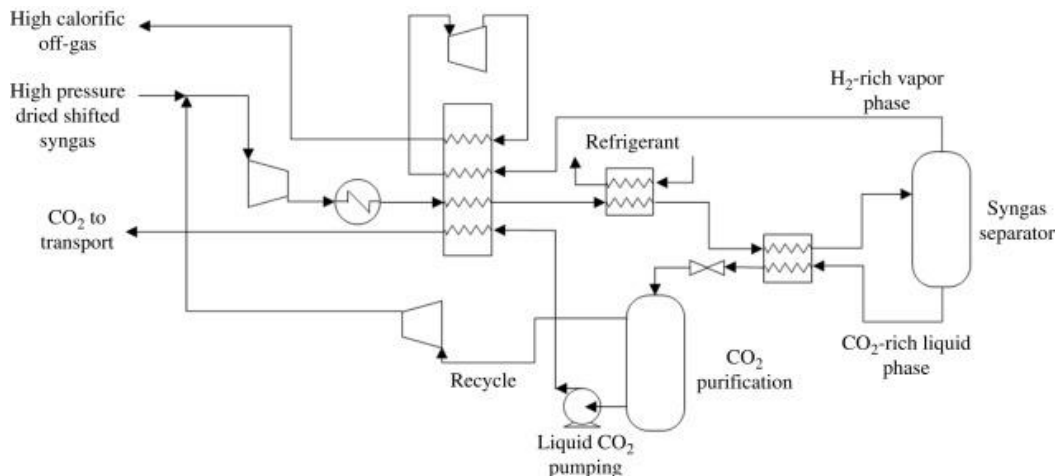 High calorific
off-gas
High pressure
dried shifted
syngas
CO₂ to
transport
H₂-rich vapor
phase
Refrigerant
Syngas
separator
CO₂-rich liquid
phase
CO₂
purification
Recycle
Liquid CO₂
pumping